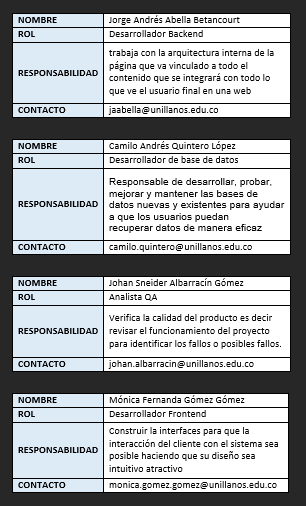 NOMBRE Jorge Andrés Abella Betancourt
ROL Desarrollador Backend
RESPONSABILIDAD trabaja con la arquitectura interna de la
página que va vinculado a todo el
contenido que se integrará con todo lo
que ve el usuario final en una web
CONTACTO jaabella@unillanos.edu.co
NOMBRE Camilo Andrés Quintero López
ROL Desarrollador de base de datos
RESPONSABILIDAD Responsable de desarrollar, probar,
mejorar y mantener las bases de
datos nuevas y existentes para ayudar
a que los usuarios puedan
recuperar datos de manera eficaz
CONTACTO camilo.quintero@unillanos.edu.co
NOMBRE Johan Sneider Albarracín Gómez
ROL Analista QA
RESPONSABILIDAD Verifica la calidad del producto es decir
revisar el funcionamiento del proyecto
para identificar los fallos o posibles fallos.
CONTACTO johan.albarracin@unillanos.edu.co
NOMBRE Mónica Fernanda Gómez Gómez
ROL Desarrollador Frontend
RESPONSABILIDAD Construir la interfaces para que la
interacción del cliente con el sistema sea
posible haciendo que su diseño sea
intuitivo atractivo
CONTACTO monica.gomez.gomez@unillanos.edu.co